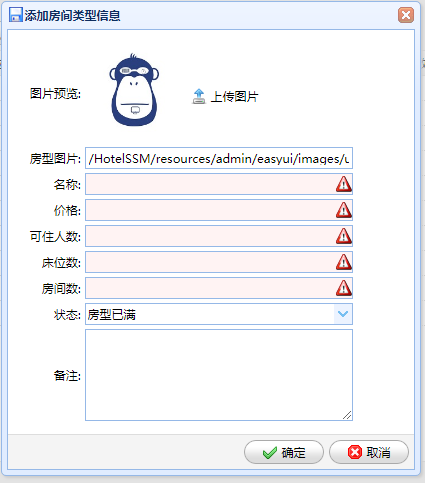 添加房间类型信息
图片预览:
上传图片
房型图片: /HotelSSM/resources/admin/easyui/images/u
名称:
价格:
可住人数:
床位数:
房间数:
状态: 房型已满
备注:
确定 取消